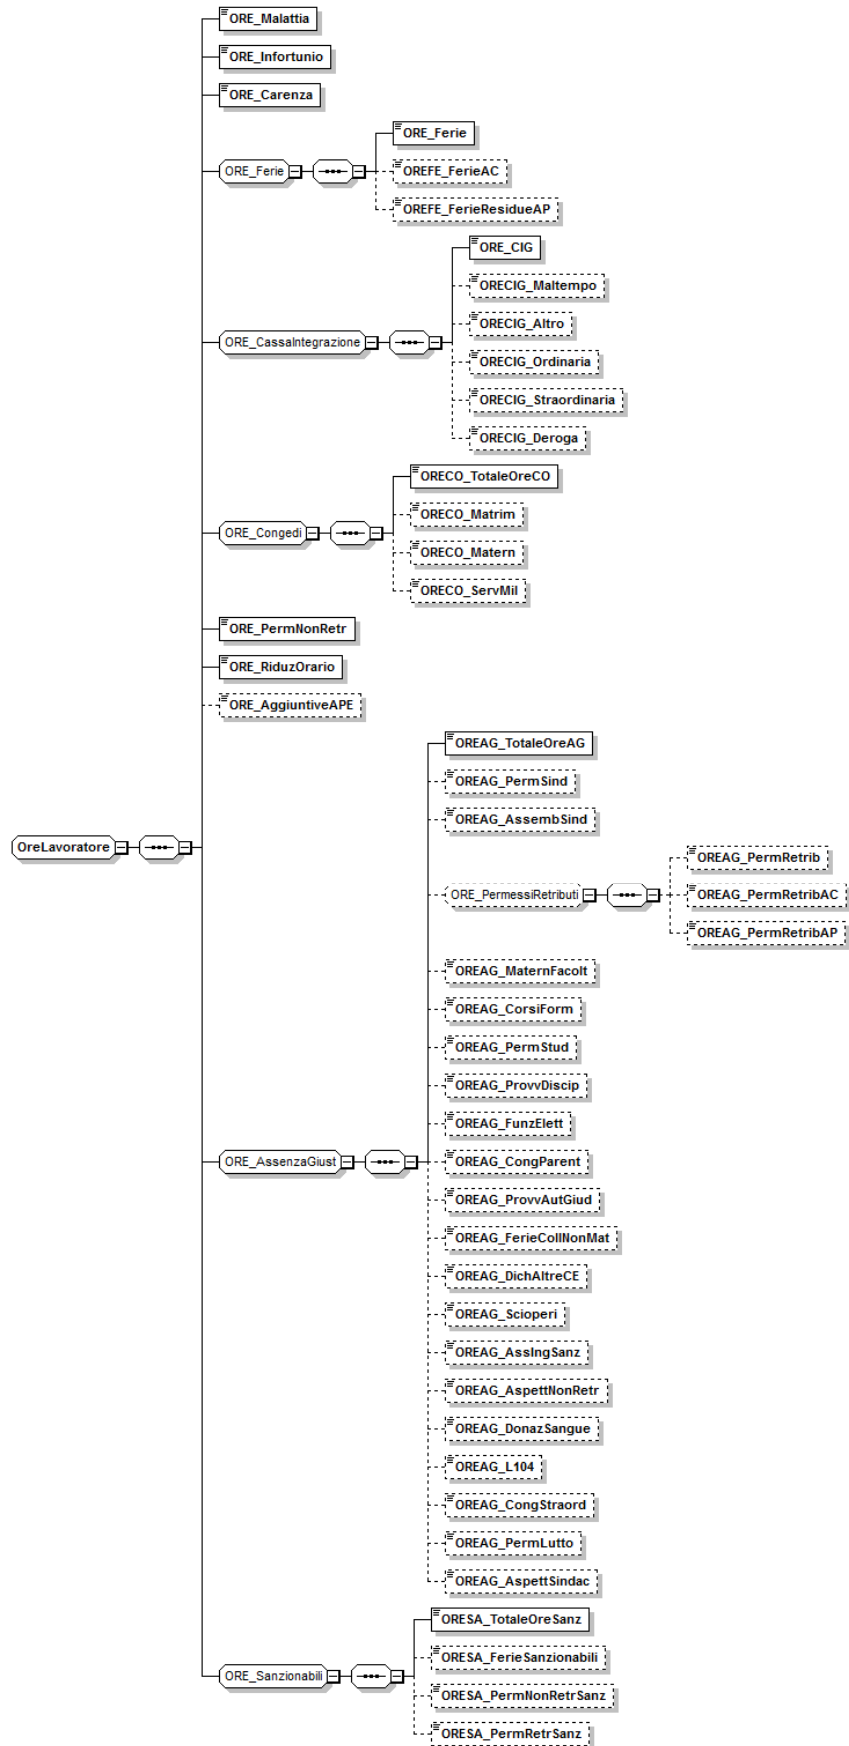 ORE_Malattia
ORE_Infortunio
ORE_Carenza
ORE_Ferie
ORE_Ferie
OREFE_FerieAC
OREFE_FerieResidueAP
ORE_CassaIntegrazione
ORE_CIG
ORECIG_Maltempo
ORECIG_Altro
ORECIG_Ordinaria
ORECIG_Straordinaria
ORECIG_Deroga
ORE_Congedi
ORECO_TotaleOreCO
ORECO_Matrim
ORECO_Matern
ORECO_ServMil
ORE_PermNonRetr
ORE_RiduzOrario
ORE_AggiuntiveAPE
OreLavoratore
ORE_AssenzaGiust
OREAG_TotaleOreAG
OREAG_PermSind
OREAG_AssembSind
ORE_PermessiRetributi
OREAG_PermRetrib
OREAG_PermRetribAC
OREAG_PermRetribAP
OREAG_MaternFacolt
OREAG_CorsiForm
OREAG_PermStud
OREAG_ProvvDiscip
OREAG_FunzElett
OREAG_CongParent
OREAG_ProvvAutGiud
OREAG_FerieCollNonMat
OREAG_DichAltreCE
OREAG_Scioperi
OREAG_AssIngSanz
OREAG_AspettNonRetr
OREAG_DonazSangue
OREAG_L104
OREAG_CongStraord
OREAG_PermLutto
OREAG_AspettSindac
ORE_Sanzionabili
ORESA_TotaleOreSanz
ORESA_FerieSanzionabili
ORESA_PermNonRetrSanz
ORESA_PermRetrSanz